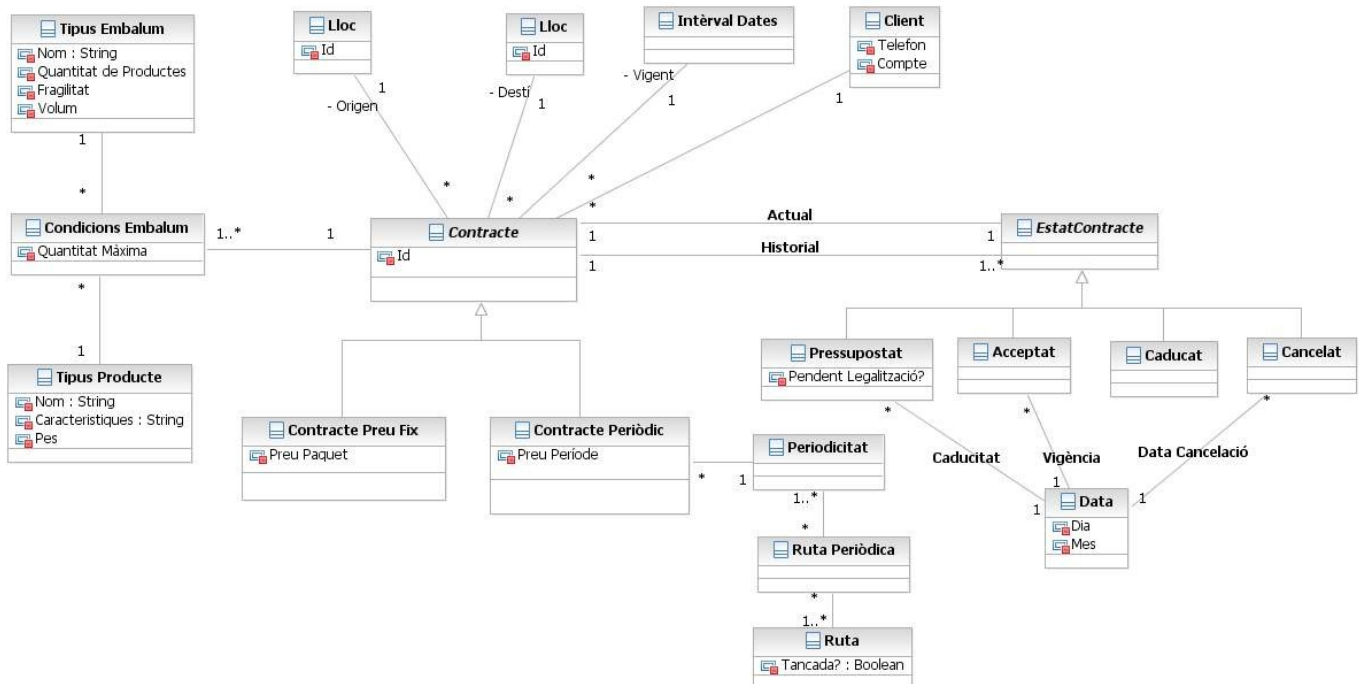 Tipus Embalum
Nom : String
Quantitat de Productes
Fragilitat
Volum
1
*
Lloc
Id
1
- Origen
*
Lloc
Id
- Destí
1
*
Intèrval Dates
- Vigent
1
*
Client
Telefon
Compte
1
*
Condicions Embalum
Quantitat Màxima
1..*
1
*
1
Contracte
Id
Actual
1
1
Historial
1
1..*
EstatContracte
Tipus Producte
Nom : String
Caracteristiques : String
Pes
Contracte Preu Fix
Preu Paquet
Contracte Periòdic
Preu Període
*
1
Periodicitat
1..*
*
Ruta Periòdica
*
1..*
Ruta
Tancada? : Boolean
Pressupostat
Pendent Legalització?
Acceptat
Caducat
Cancelat
*
*
*
Caducitat
Vigència
Data Cancelació
1
1
1
Data
Dia
Mes